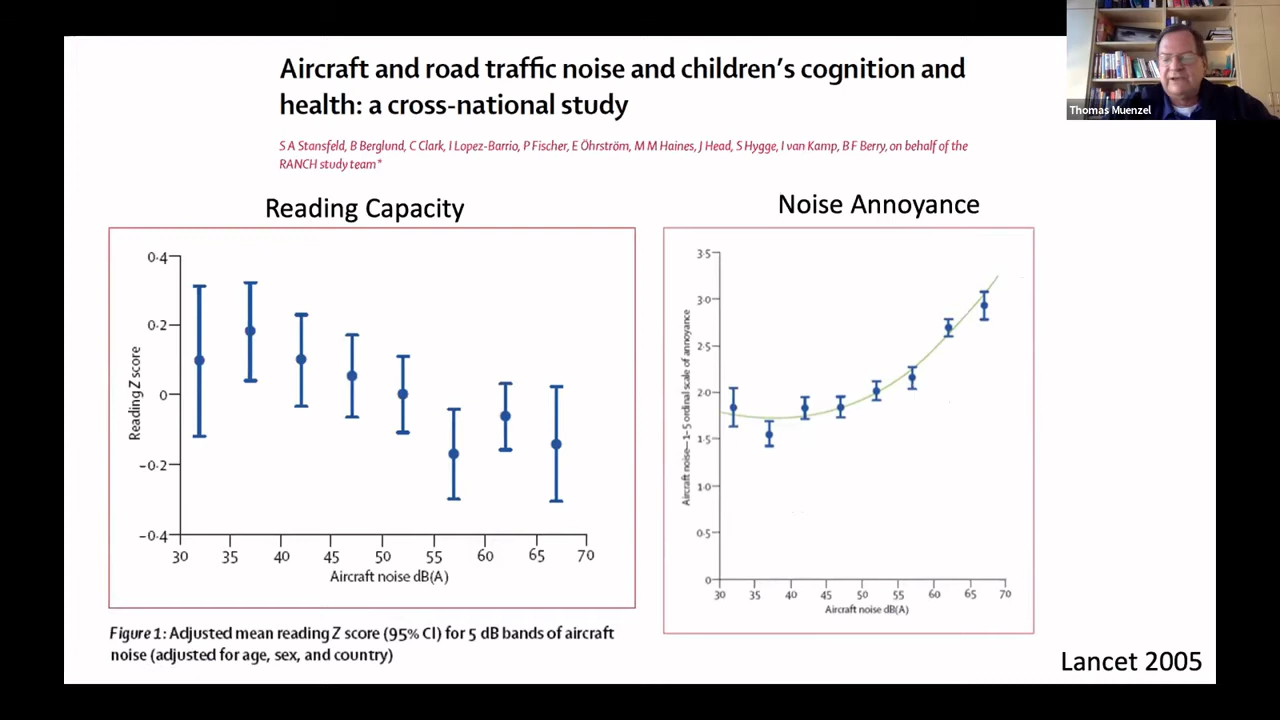 Aircraft and road traffic noise and children's cognition and
health: a cross-national study
S A Stansfeld, B Berglund, C Clark, I Lopez-Barrio, P Fischer, E Öhrström, M M Haines, J Head, S Hygge, I van Kamp, B F Berry, on behalf of the
RANCH study team*
Thomas Muenzel
Reading Capacity
0·4
0·2
0
−0·2
−0·4
Reading Z score
30 35 40 45 50 55 60 65 70
Aircraft noise dB(A)
Figure 1: Adjusted mean reading Z score (95% CI) for 5 dB bands of aircraft
noise (adjusted for age, sex, and country)
Noise Annoyance
3·5
3·0
2·5
2·0
1·5
1·0
0·5
0
Aircraft noise—1–5 ordinal scale of annoyance
30 35 40 45 50 55 60 65 70
Aircraft noise dB(A)
Lancet 2005